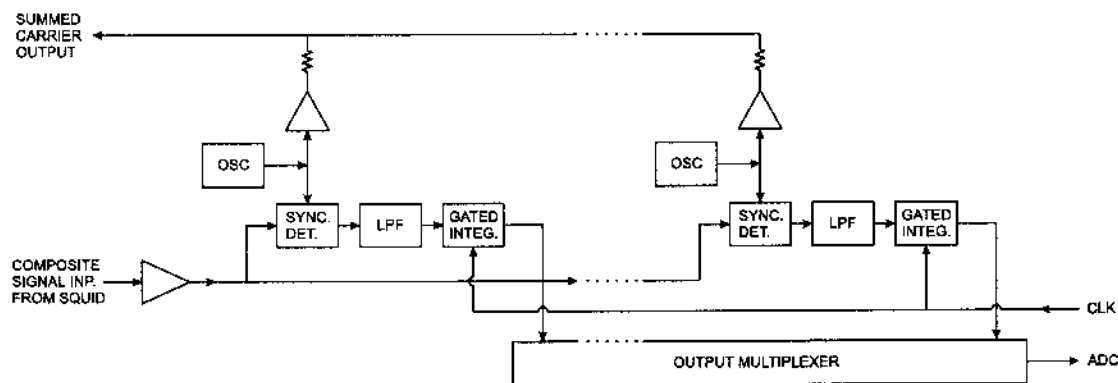 SUMMED
CARRIER
OUTPUT
OSC
OSC
SYNC.
DET.
LPF
GATED
INTEG.
SYNC.
DET.
LPF
GATED
INTEG.
COMPOSITE
SIGNAL INP.
FROM SQUID
CLK
OUTPUT MULTIPLEXER
ADC